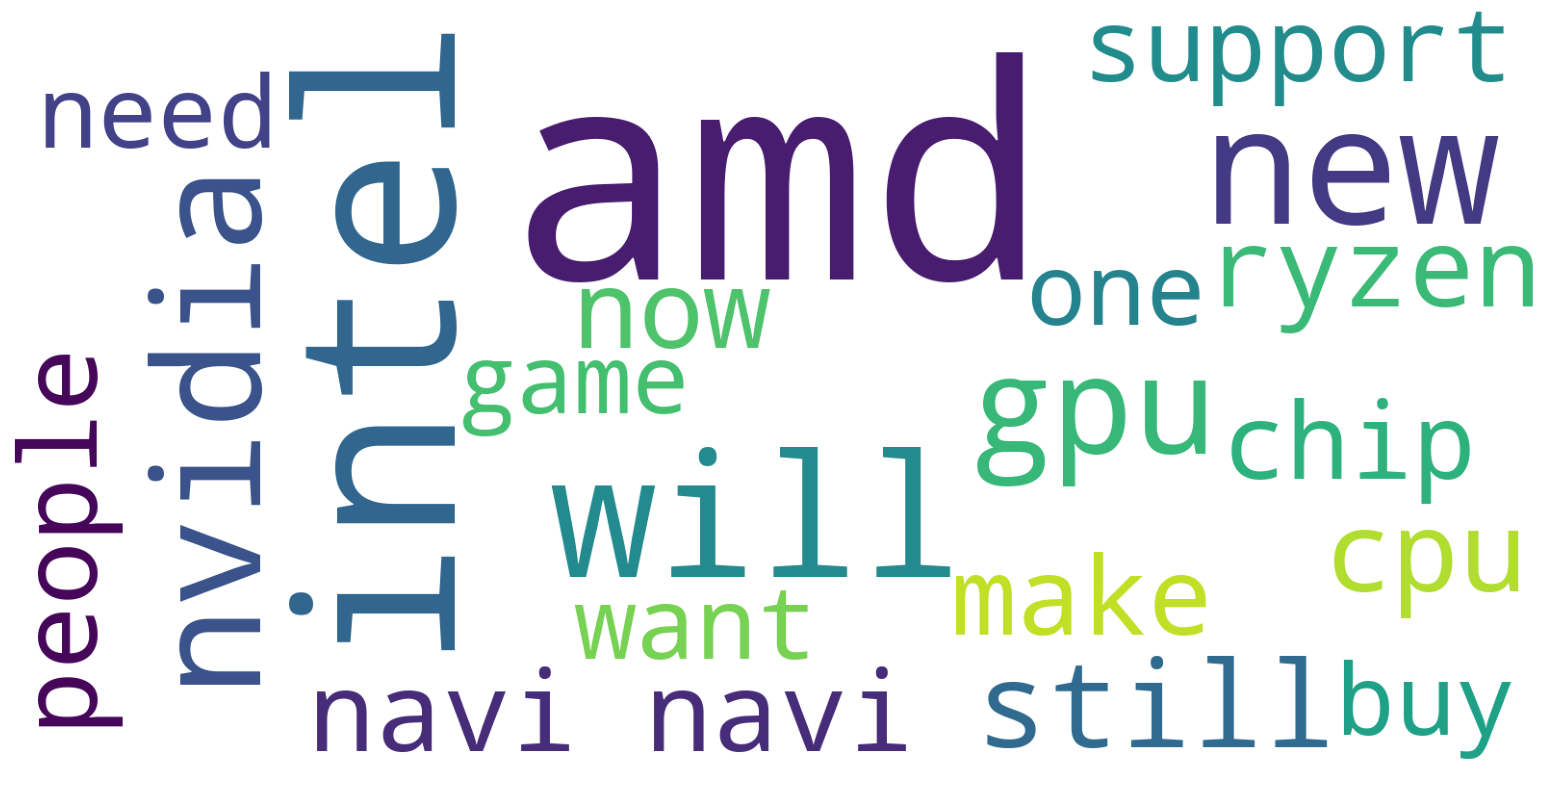 support
need
intel
amd
new
nvidia
ryzen
one
now
people
game
gpu
chip
will
cpu
make
want
navi navi
still
buy